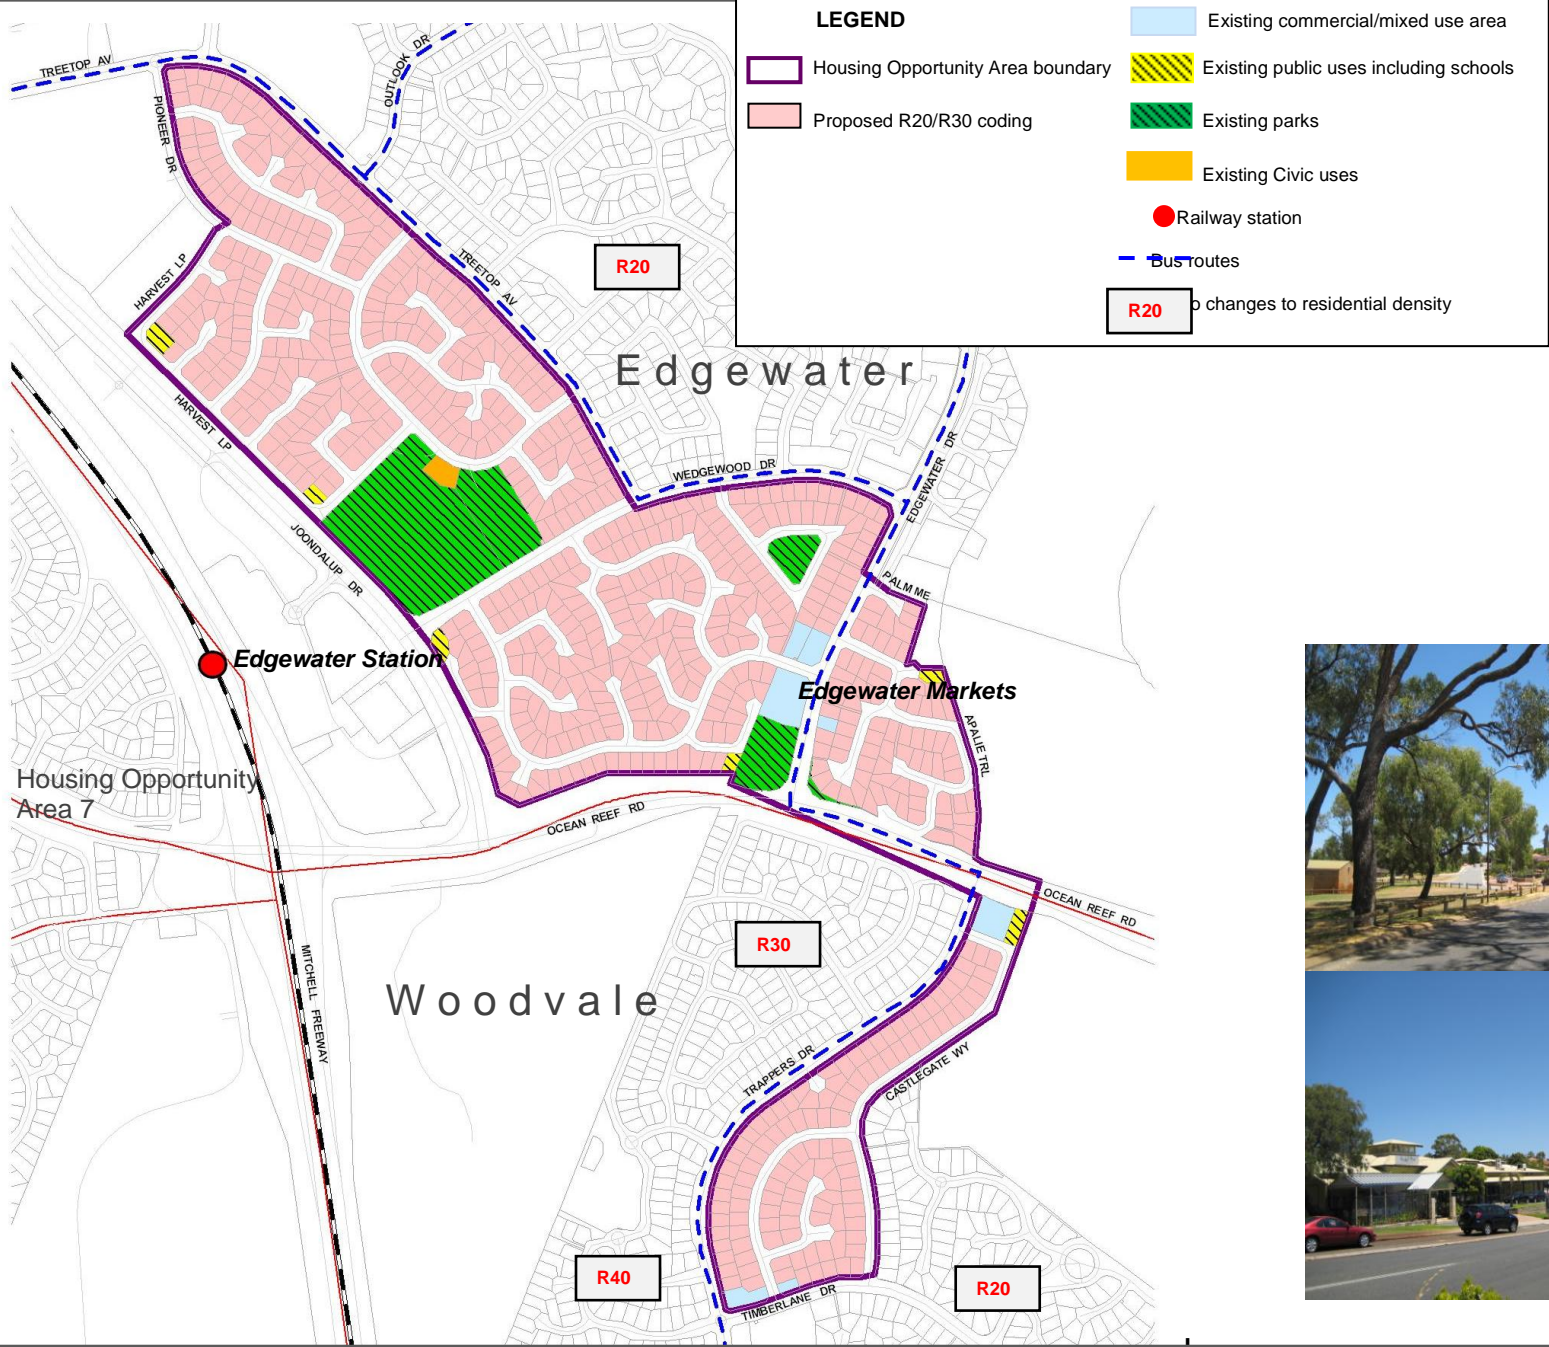 LEGEND
Housing Opportunity Area boundary
Proposed R20/R30 coding
Existing commercial/mixed use area
Existing public uses including schools
Existing parks
Existing Civic uses
Railway station
Bus routes
R20
o changes to residential density
TREETOP AV
PIONEER DR
OUTLOOK DR
HARVEST LP
TREETOP AV
R20
Edgewater
HARVEST LP
WEDGEWOOD DR
EDGEWATER DR
JOONDALUP DR
PALM ME
Edgewater Station
Edgewater Markets
APALIE TRL
Housing Opportunity
Area 7
OCEAN REEF RD
OCEAN REEF RD
R30
MITCHELL FREEWAY
Woodvale
TRAPPERS DR
CASTLEGATE WY
R40
R20
TIMBERLANE DR